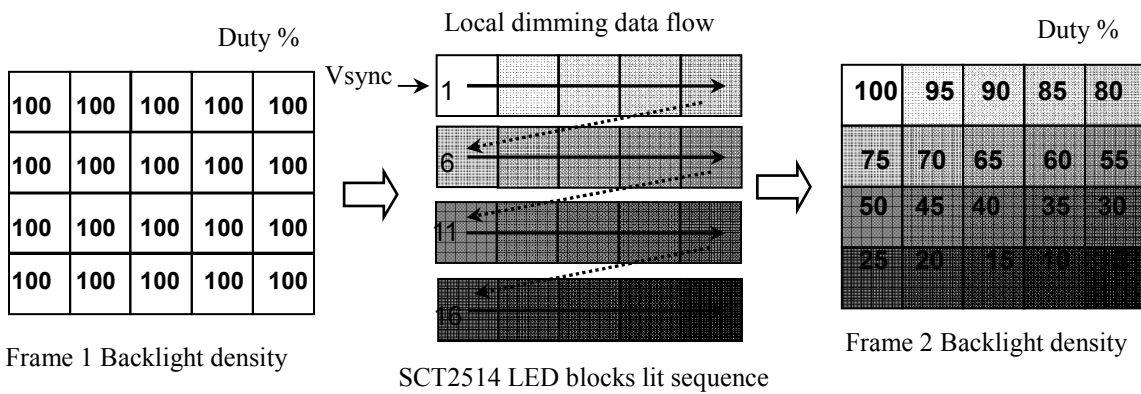 Duty %
100 100 100 100 100
100 100 100 100 100
100 100 100 100 100
100 100 100 100 100
Frame 1 Backlight density
Local dimming data flow
Vsync
1
6
11
16
SCT2514 LED blocks lit sequence
Duty %
100 95 90 85 80
75 70 65 60 55
50 45 40 35 30
25 20 15 10
Frame 2 Backlight density